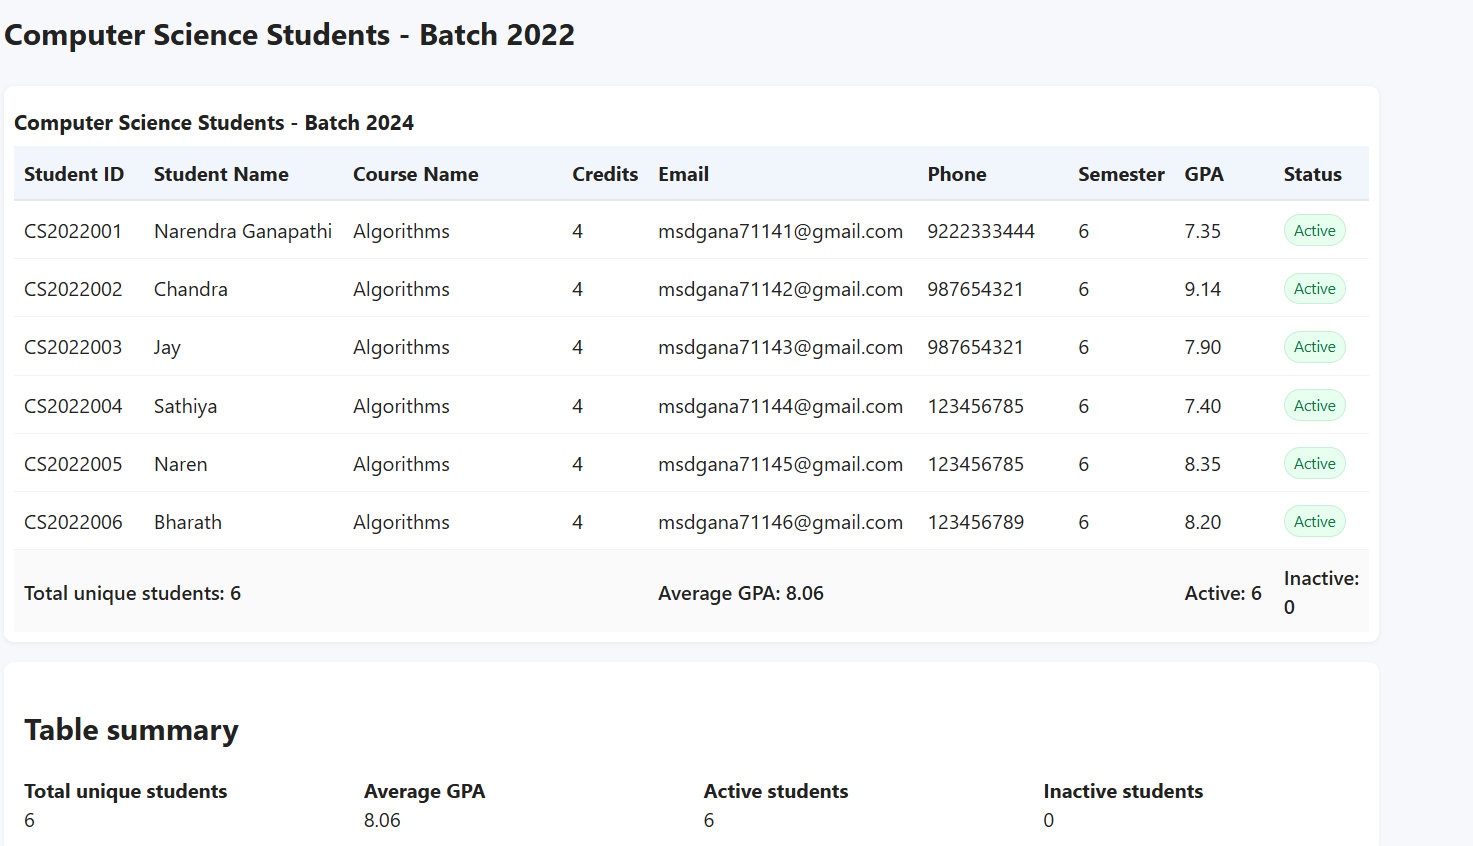 Computer Science Students - Batch 2022
Computer Science Students - Batch 2024
Student ID Student Name Course Name Credits Email Phone Semester GPA Status
CS2022001 Narendra Ganapathi Algorithms 4 msdgana71141@gmail.com 9222333444 6 7.35 Active
CS2022002 Chandra Algorithms 4 msdgana71142@gmail.com 987654321 6 9.14 Active
CS2022003 Jay Algorithms 4 msdgana71143@gmail.com 987654321 6 7.90 Active
CS2022004 Sathiya Algorithms 4 msdgana71144@gmail.com 123456785 6 7.40 Active
CS2022005 Naren Algorithms 4 msdgana71145@gmail.com 123456785 6 8.35 Active
CS2022006 Bharath Algorithms 4 msdgana71146@gmail.com 123456789 6 8.20 Active
Total unique students: 6 Average GPA: 8.06 Active: 6 Inactive:
0
Table summary
Total unique students Average GPA Active students Inactive students
6 8.06 6 0